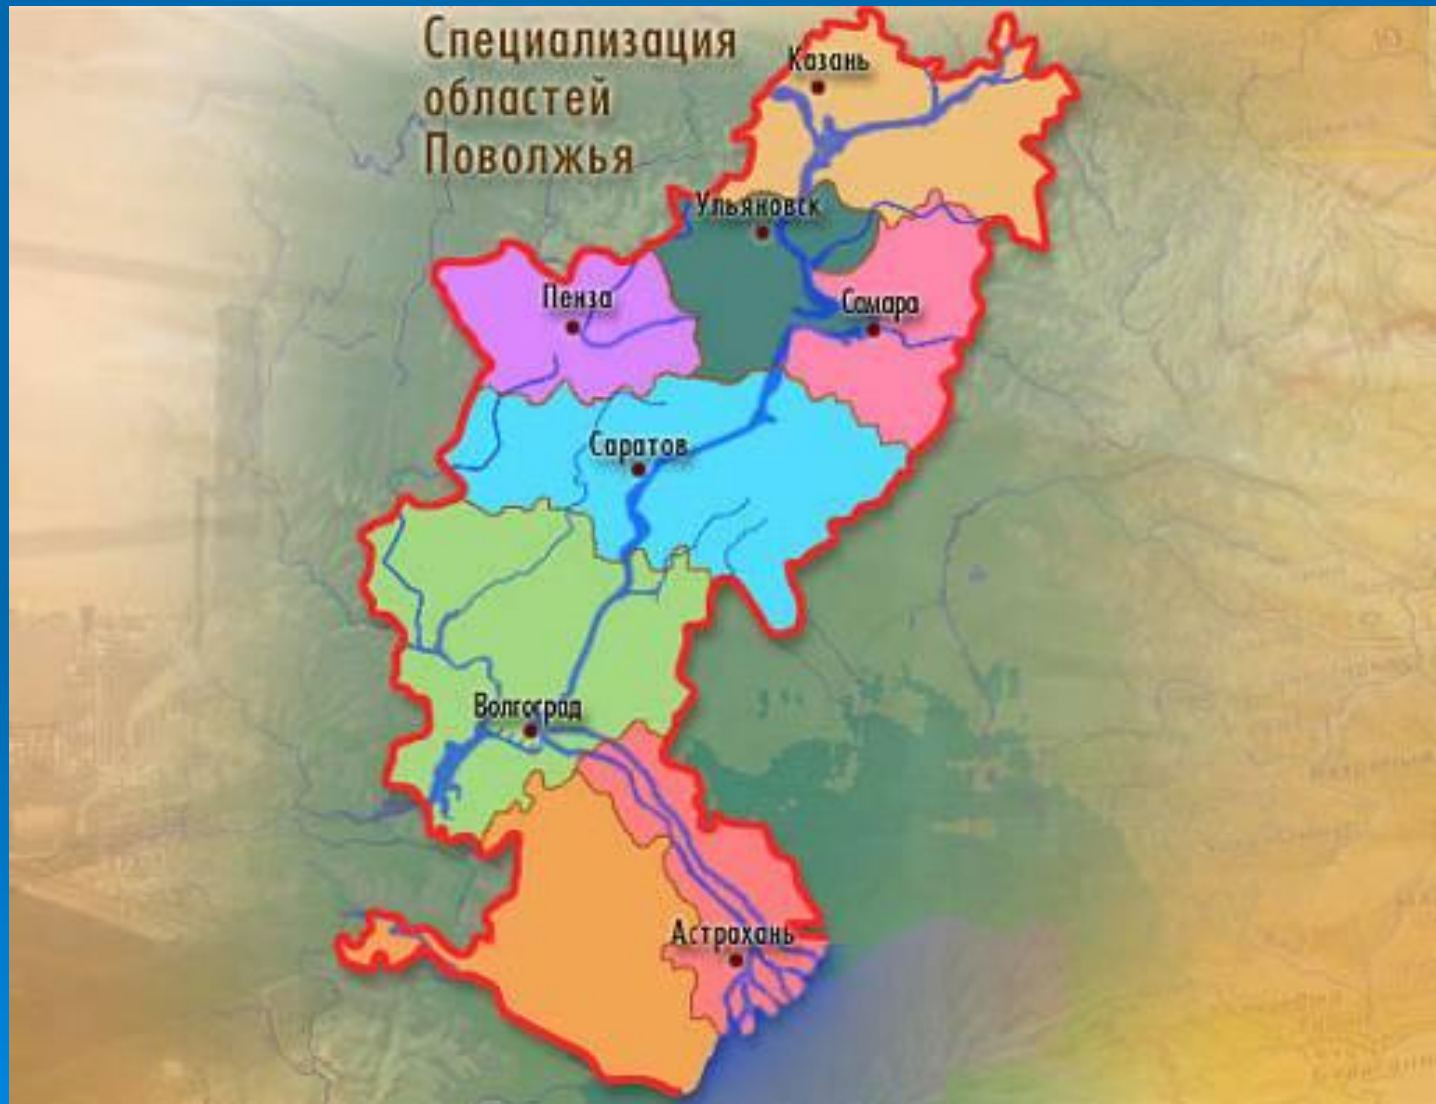 Специализация
областей
Поволжья
Казань
Ульяновск
Пенза
Самара
Саратов
Волгоград
Астрахань